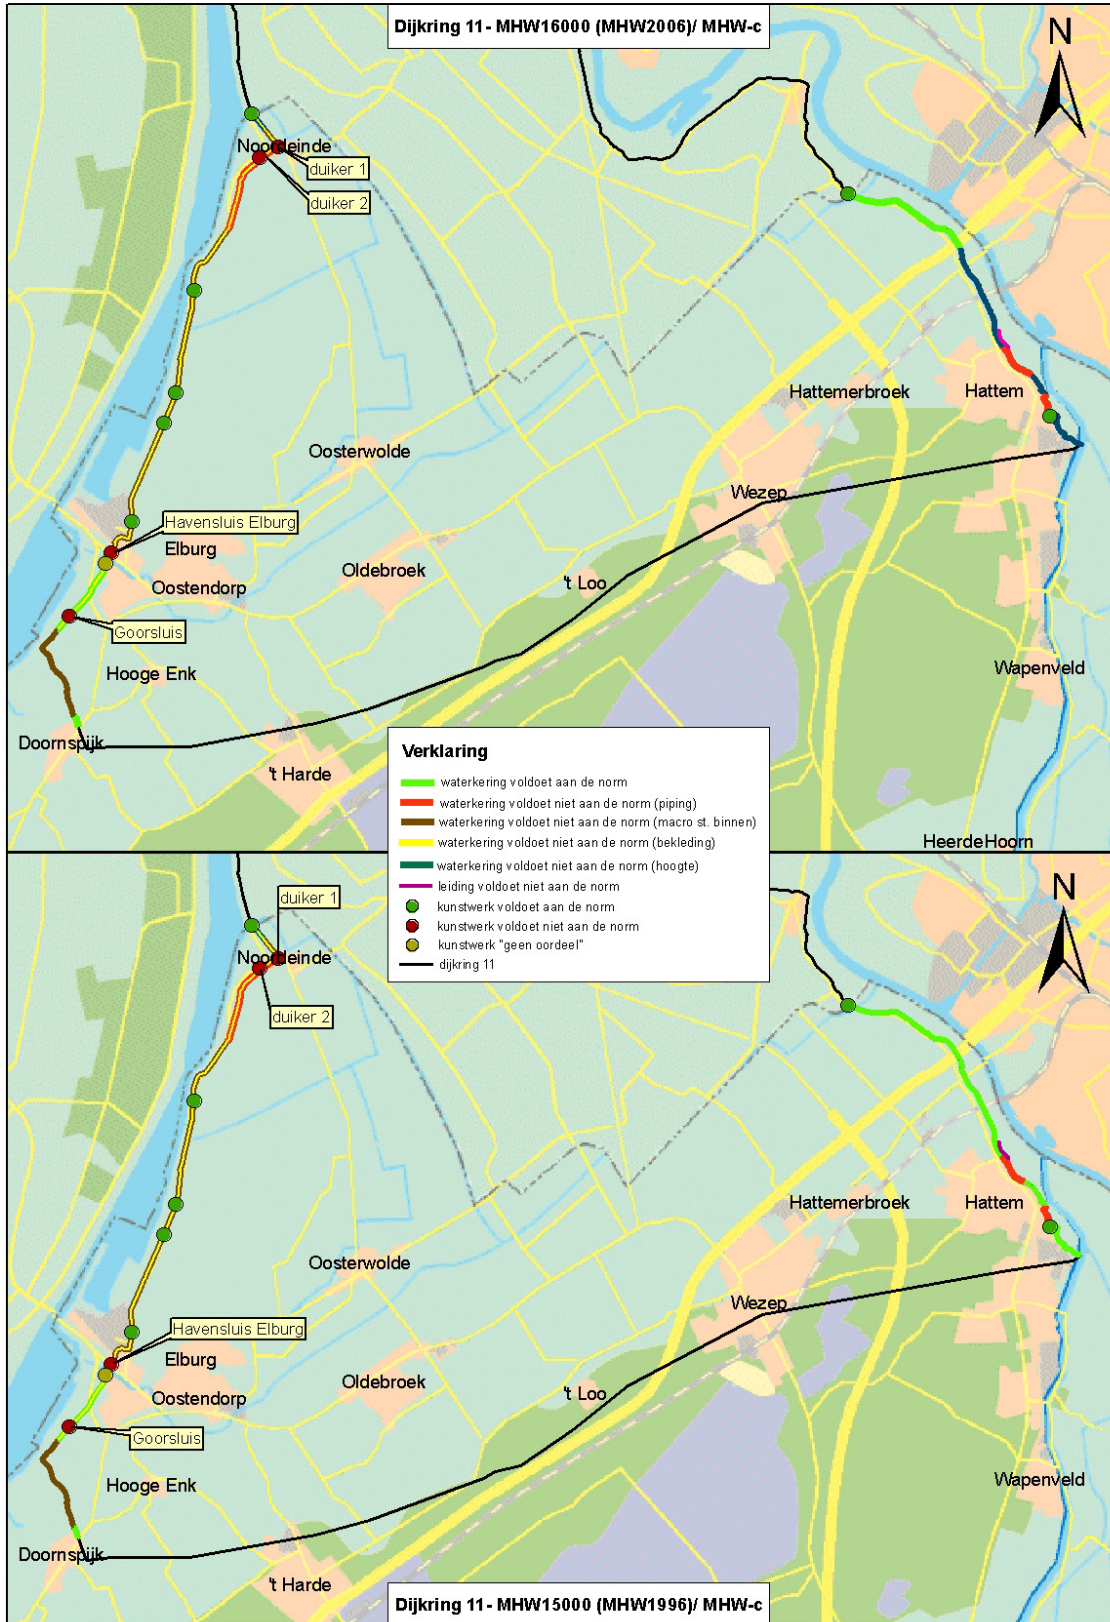 Dijkring 11- MHW16000 (MHW2006)/ MHW-c
N
Noordeinde
duiker 1
duiker 2
Hattemerbroek
Hattem
Oosterwolde
Wezep
Havensluis Elburg
Elburg
Oldebroek
't Loo
Oostendorp
Goorsluis
Hooge Enk
Wapenveld
Doornspijk
't Harde
HeerdeHoorn
Verklaring
waterkering voldoet aan de norm
waterkering voldoet niet aan de norm (piping)
waterkering voldoet niet aan de norm (macro st. binnen)
waterkering voldoet niet aan de norm (bekleding)
waterkering voldoet niet aan de norm (hoogte)
leiding voldoet niet aan de norm
kunstwerk voldoet aan de norm
kunstwerk voldoet niet aan de norm
kunstwerk "geen oordeel"
dijkring 11
N
duiker 1
Noordeinde
duiker 2
Hattemerbroek
Hattem
Oosterwolde
Wezep
Havensluis Elburg
Elburg
Oldebroek
't Loo
Oostendorp
Goorsluis
Hooge Enk
Wapenveld
Doornspijk
't Harde
Dijkring 11- MHW15000 (MHW1996)/ MHW-c